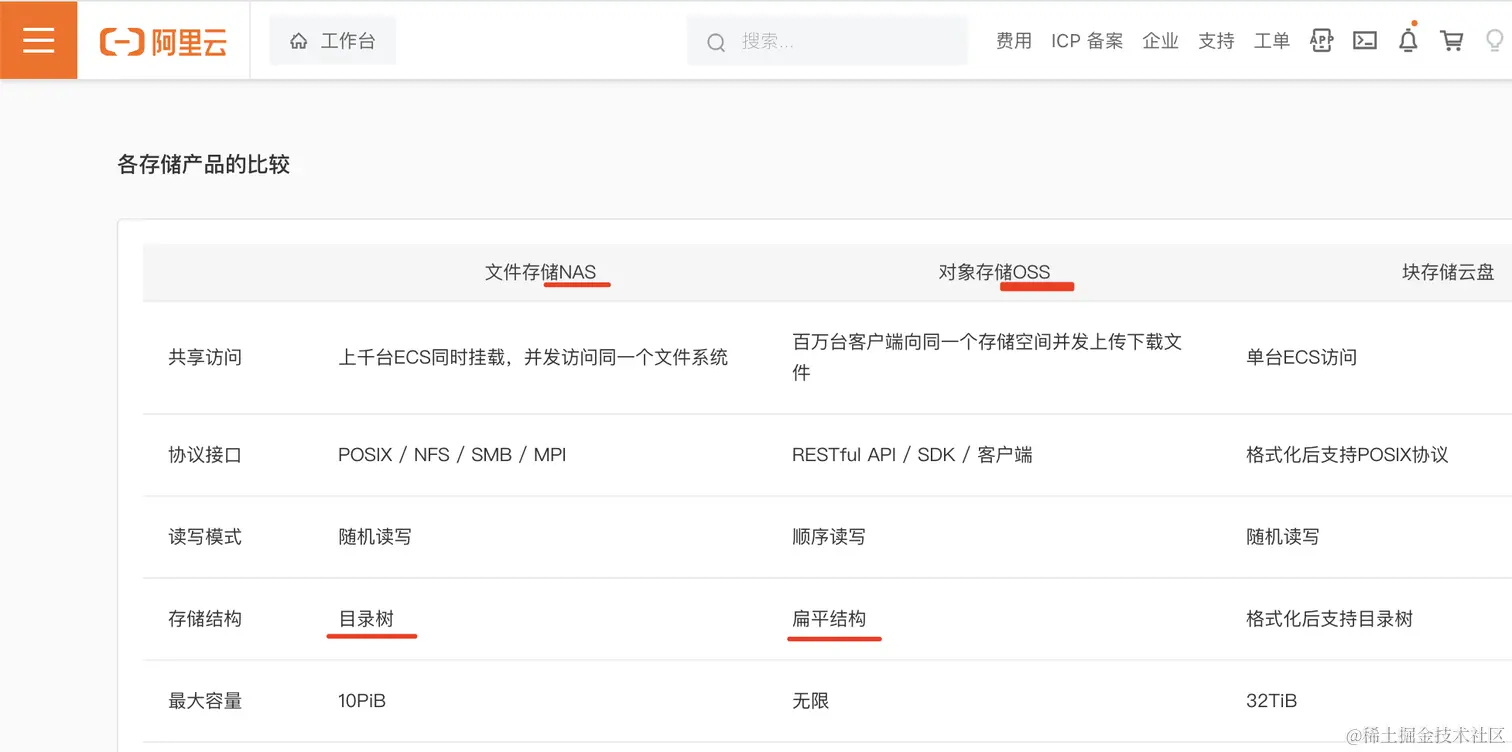 阿里云 工作台 搜索... 费用 ICP 备案 企业 支持 工单 APP
各存储产品的比较
文件存储NAS 对象存储OSS 块存储云盘
共享访问 上千台ECS同时挂载，并发访问同一个文件系统 百万台客户端向同一个存储空间并发上传下载文 单台ECS访问
件
协议接口 POSIX / NFS / SMB / MPI RESTful API / SDK / 客户端 格式化后支持POSIX协议
读写模式 随机读写 顺序读写 随机读写
存储结构 目录树 扁平结构 格式化后支持目录树
最大容量 10PiB 无限 32TiB
@稀土掘金技术社区